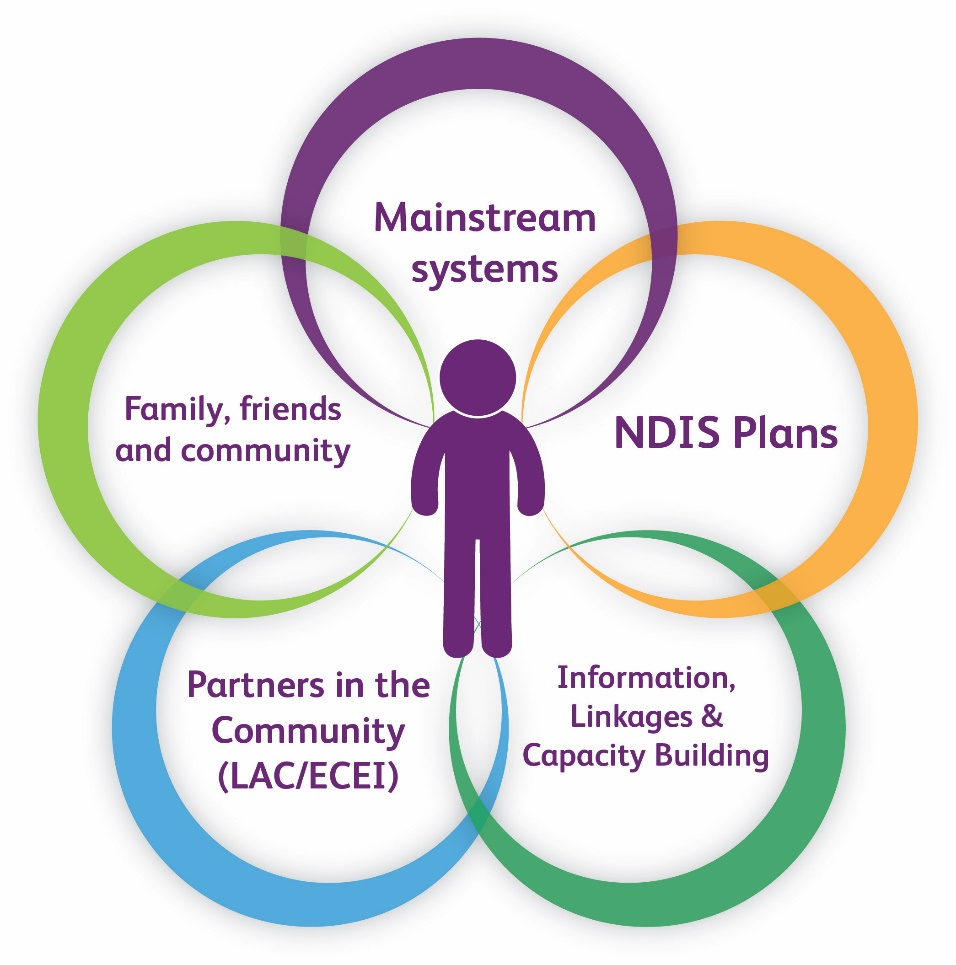 Mainstream
systems
Family, friends
and community
NDIS Plans
Partners in the
Community
(LAC/ECEI)
Information,
Linkages &
Capacity Building